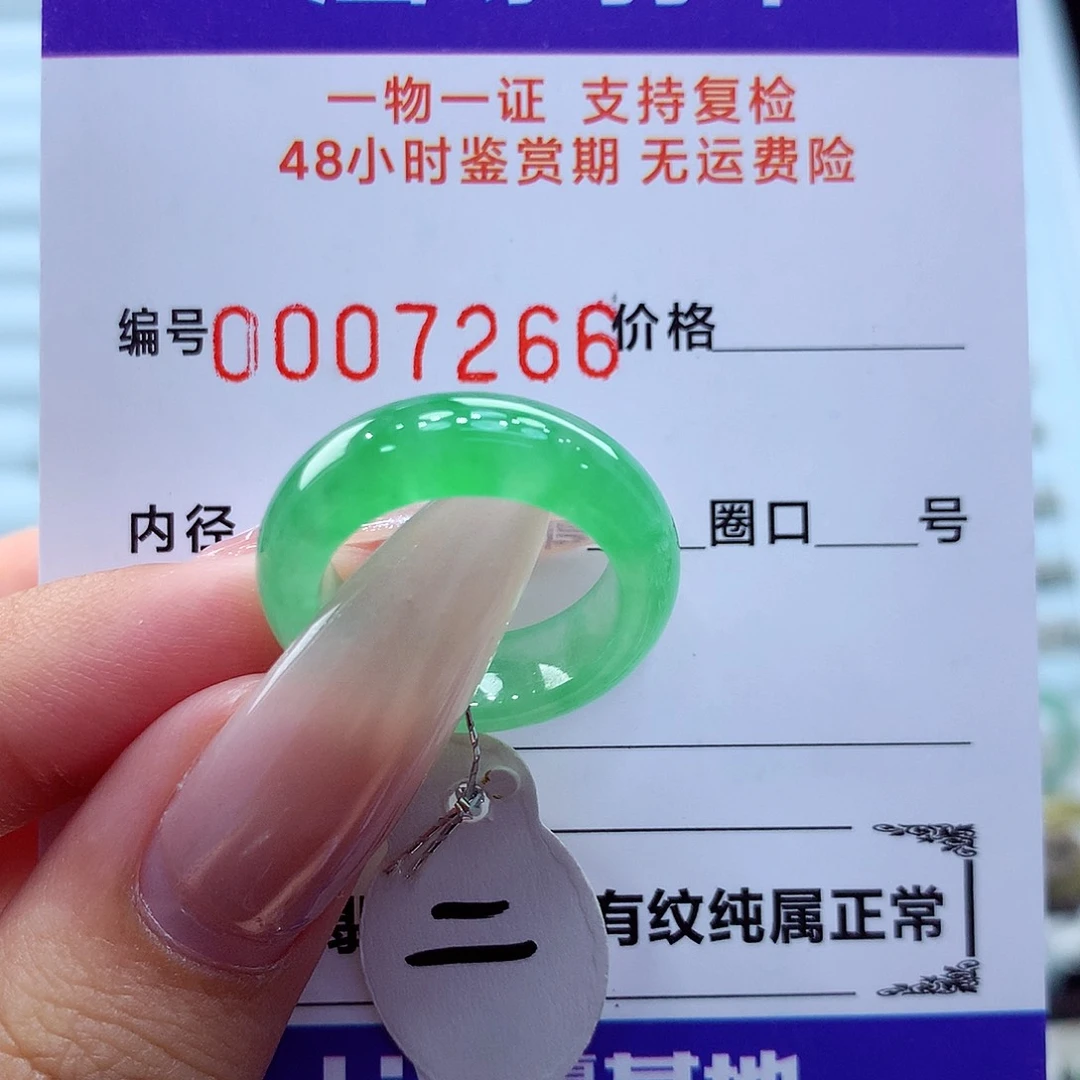 一物一证 支持复检
48小时鉴赏期 无运费险
编号0007266价格
内径
圈口 号
有纹纯属正常
二
基地